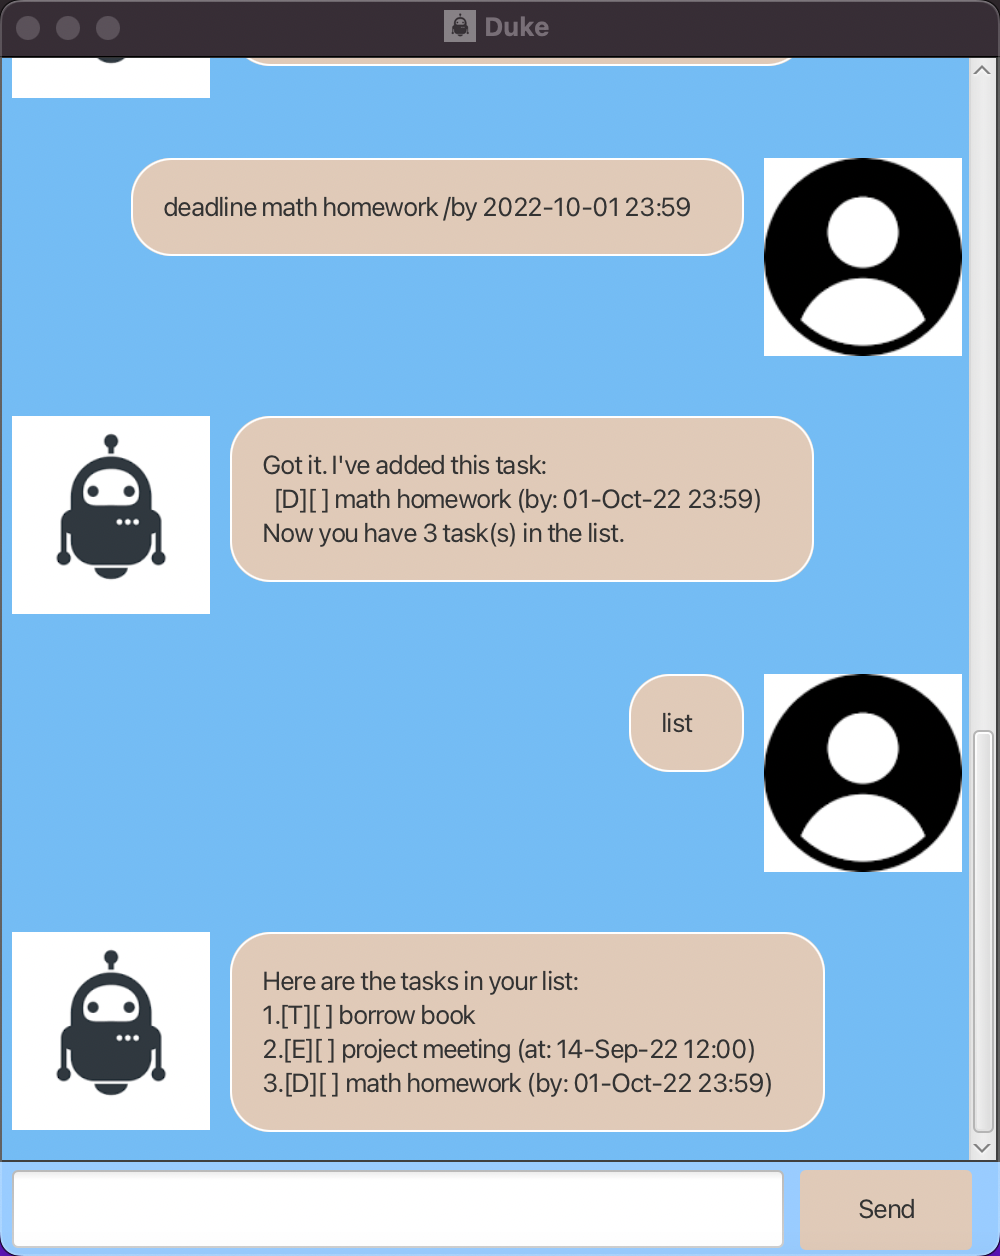 Duke
deadline math homework /by 2022-10-01 23:59
Got it. I've added this task:
[D][ ] math homework (by: 01-Oct-22 23:59)
Now you have 3 task(s) in the list.
list
Here are the tasks in your list:
1.[T][ ] borrow book
2.[E][ ] project meeting (at: 14-Sep-22 12:00)
3.[D][ ] math homework (by: 01-Oct-22 23:59)
Send